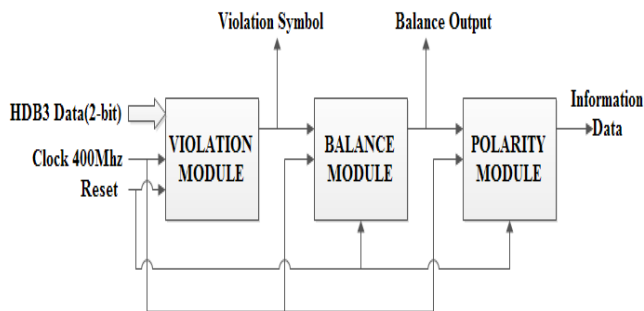 Violation Symbol
Balance Output
HDB3 Data(2-bit)
Clock 400Mhz
Reset
VIOLATION
MODULE
BALANCE
MODULE
POLARITY
MODULE
Information
Data